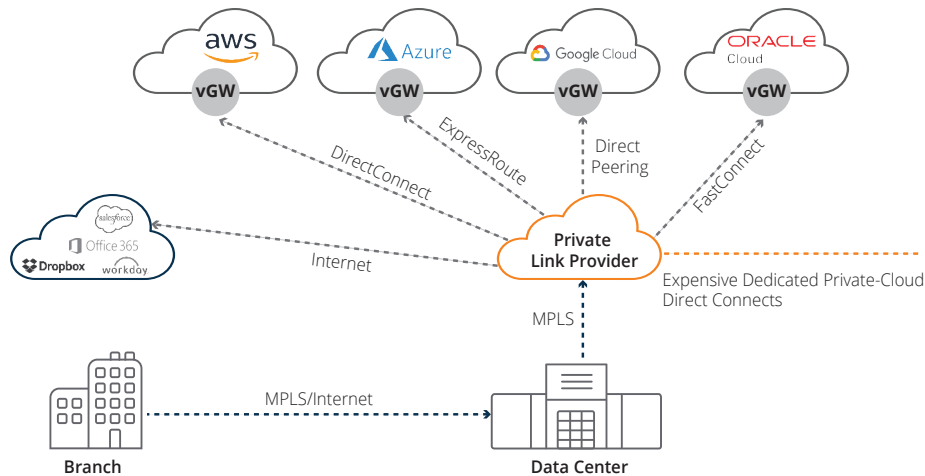 aws
Azure
Google Cloud
ORACLE
Cloud
vGW
vGW
vGW
vGW
DirectConnect
ExpressRoute
Direct
Peering
FastConnect
salesforce
Office 365
Dropbox
workday
Internet
Private
Link Provider
Expensive Dedicated Private-Cloud
Direct Connects
MPLS
MPLS/Internet
Branch
Data Center